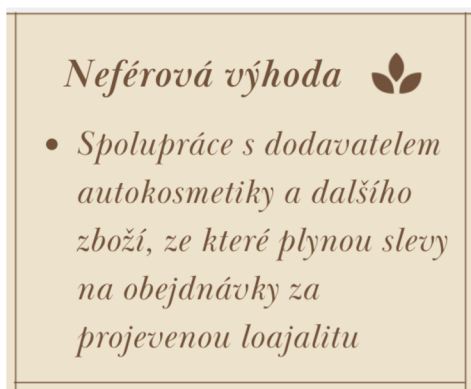 Neférová výhoda
• Spolupráce s dodavatelem
autokosmetiky a dalšího
zboží, ze které plynou slevy
na obejdnávky za
projevenou loajalitu